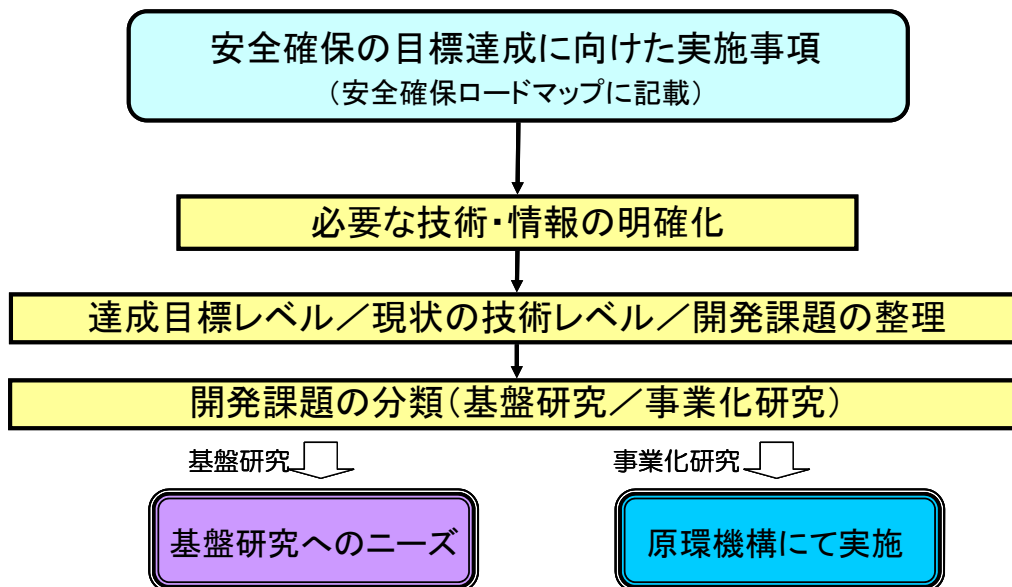 安全確保の目標達成に向けた実施事項
（安全確保ロードマップに記載）
必要な技術・情報の明確化
達成目標レベル／現状の技術レベル／開発課題の整理
開発課題の分類（基盤研究／事業化研究）
基盤研究
事業化研究
基盤研究へのニーズ
原環機構にて実施